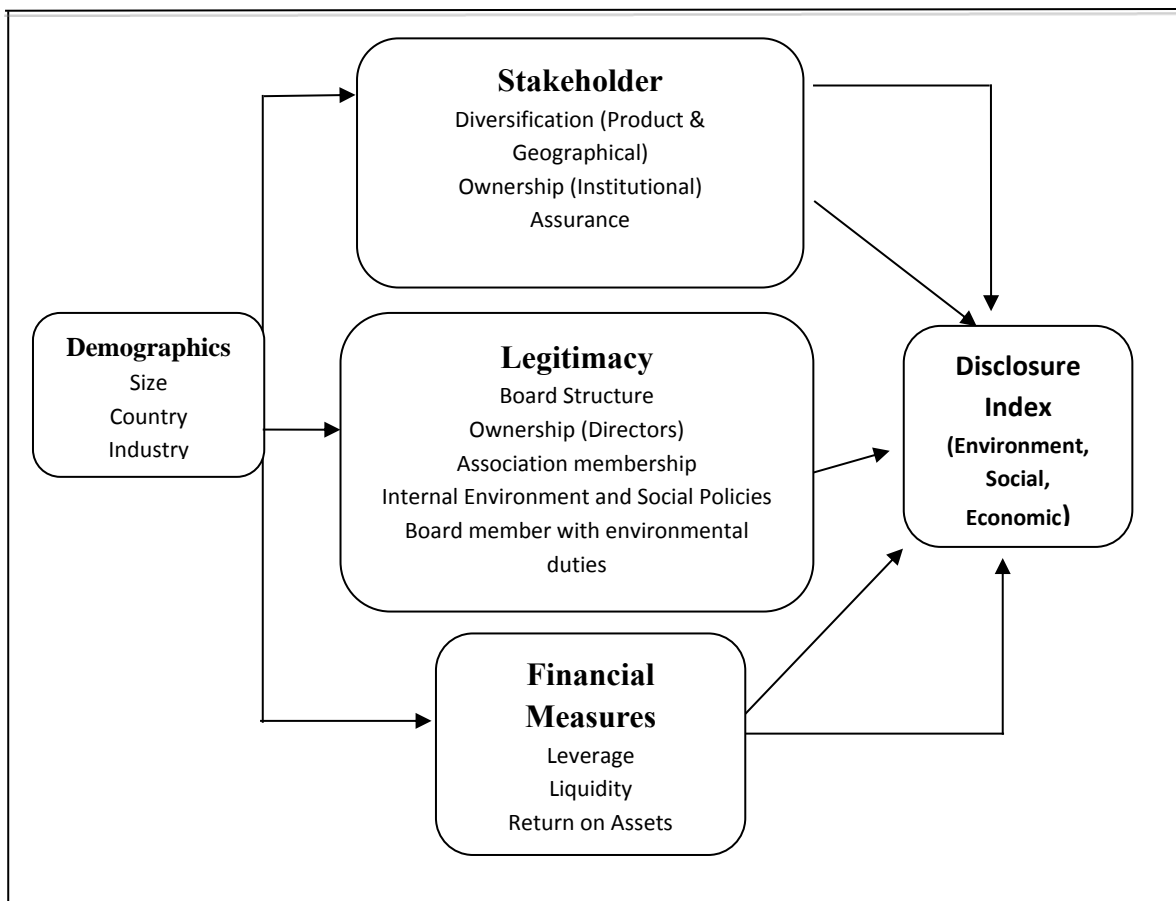 Stakeholder
Diversification (Product &
Geographical)
Ownership (Institutional)
Assurance
Demographics
Size
Country
Industry
Legitimacy
Board Structure
Ownership (Directors)
Association membership
Internal Environment and Social Policies
Board member with environmental
duties
Disclosure
Index
(Environment,
Social,
Economic)
Financial
Measures
Leverage
Liquidity
Return on Assets